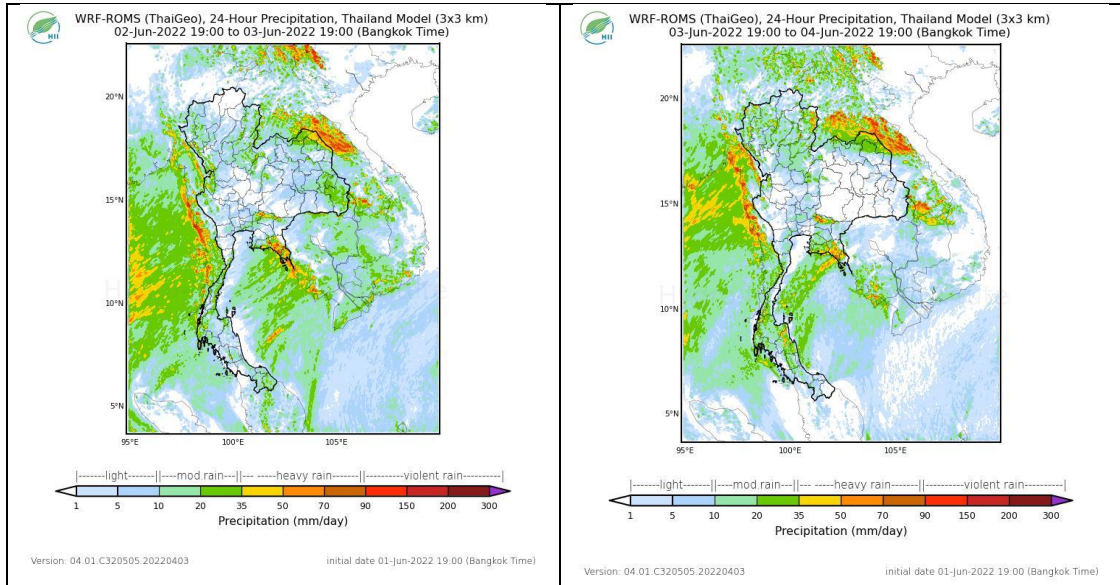 HII
WRF-ROMS (ThaiGeo), 24-Hour Precipitation, Thailand Model (3x3 km)
02-Jun-2022 19:00 to 03-Jun-2022 19:00 (Bangkok Time)
20°N
15°N
10°N
5°N
95°E 100°E 105°E
|-------light-------||----mod rain---||--- -----heavy rain-------||-----------violent rain-----------|
1 5 10 20 35 50 70 90 150 200 300
Precipitation (mm/day)
Version: 04.01.C320505.20220403 initial date 01-Jun-2022 19:00 (Bangkok Time)
HII
WRF-ROMS (ThaiGeo), 24-Hour Precipitation, Thailand Model (3x3 km)
03-Jun-2022 19:00 to 04-Jun-2022 19:00 (Bangkok Time)
20°N
15°N
10°N
5°N
95°E 100°E 105°E
|-------light-------||----mod rain---||--- -----heavy rain-------||-----------violent rain-----------|
1 5 10 20 35 50 70 90 150 200 300
Precipitation (mm/day)
Version: 04.01.C320505.20220403 initial date 01-Jun-2022 19:00 (Bangkok Time)